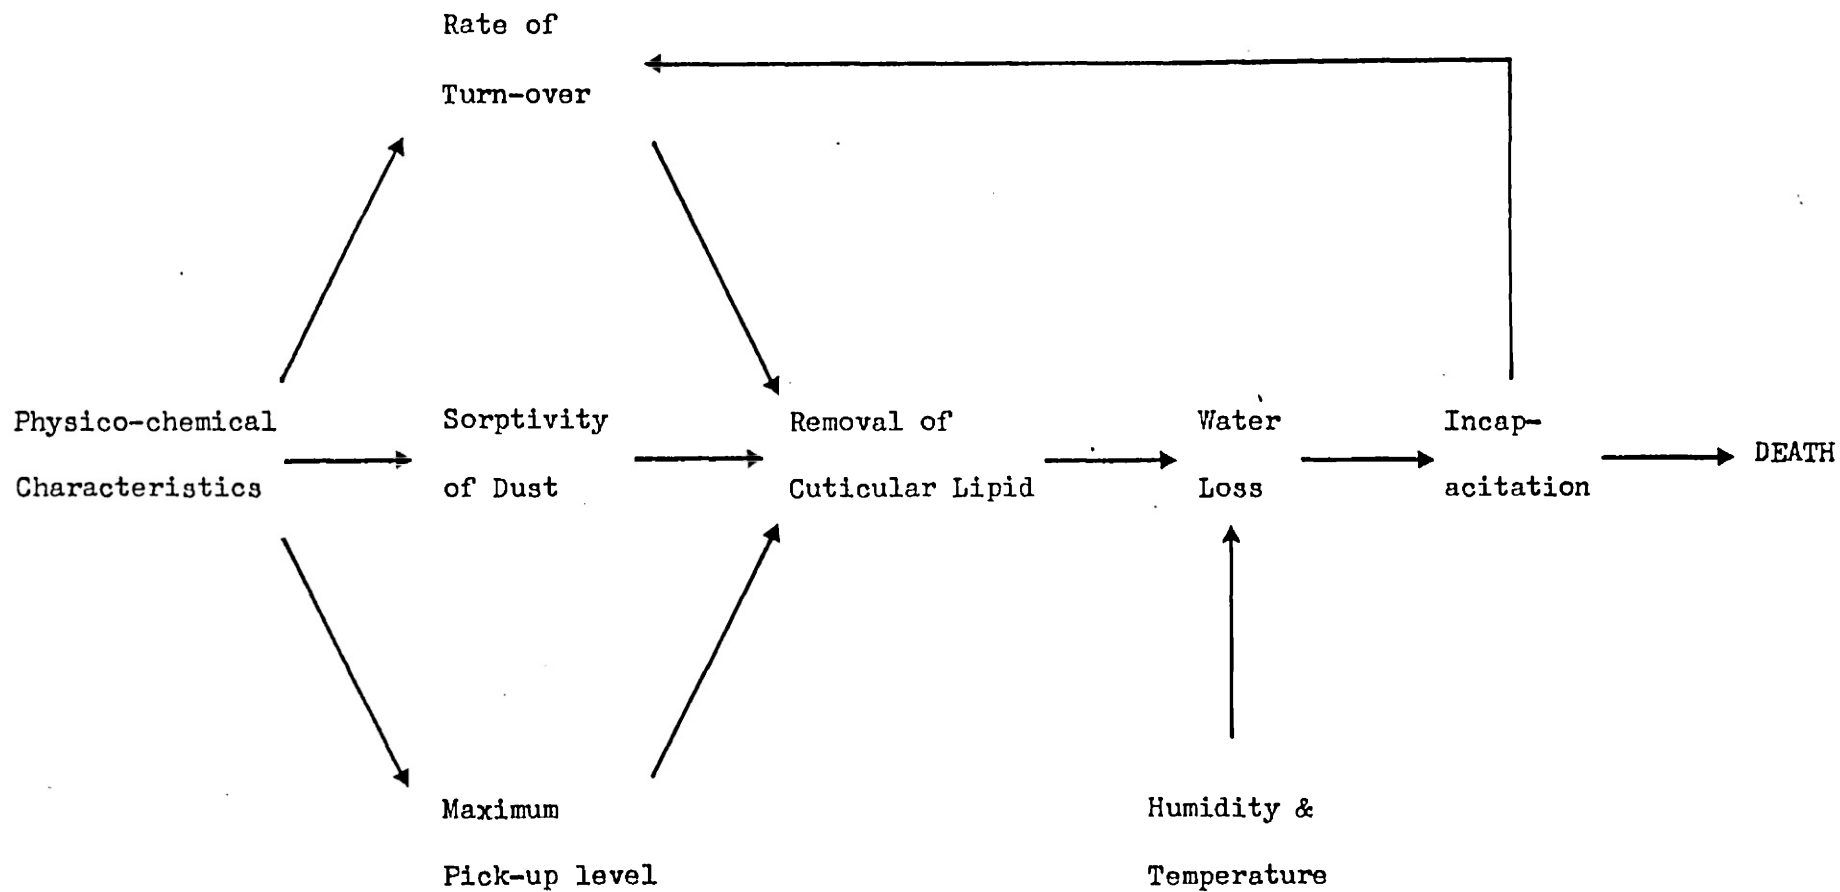 Rate of
Turn-over
Physico-chemical
Characteristics
Sorptivity
of Dust
Removal of
Cuticular Lipid
Water
Loss
Incap-
acitation
DEATH
Maximum
Pick-up level
Humidity &
Temperature